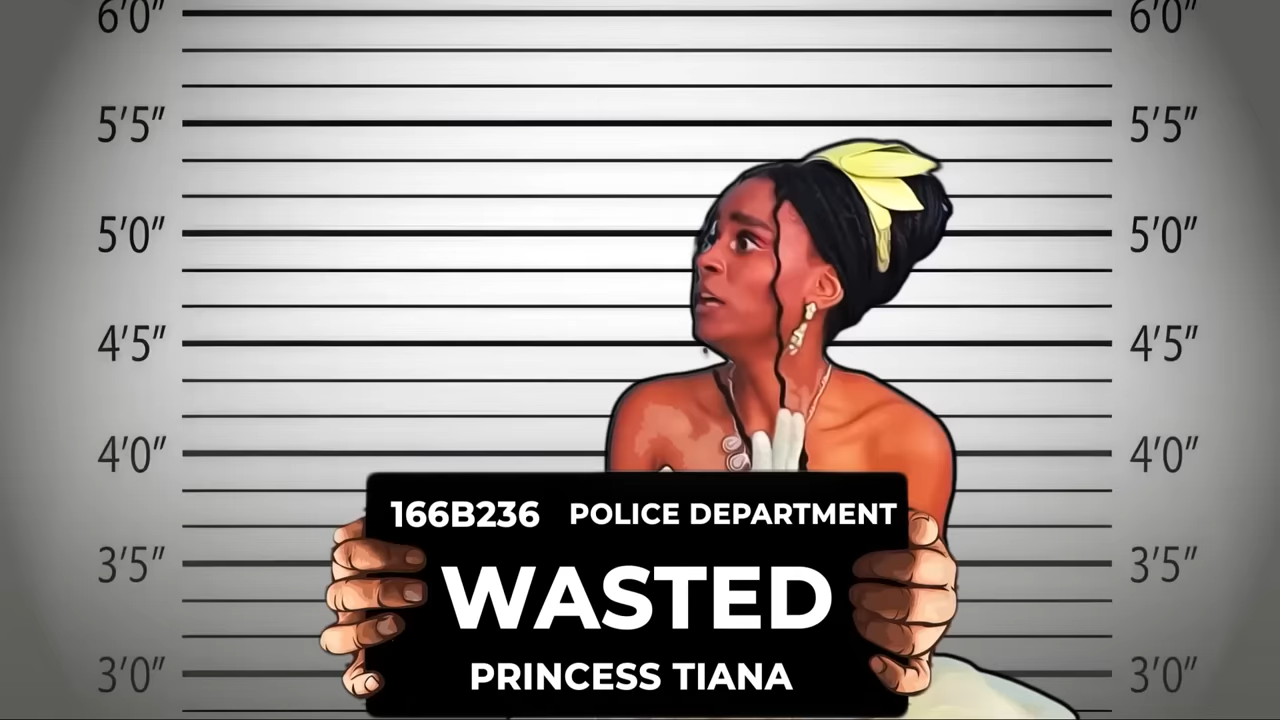 6'0" 6'0"
5'5" 5'5"
5'0" 5'0"
4'5" 4'5"
4'0" 4'0"
166B236 POLICE DEPARTMENT
3'5" 3'5"
WASTED
3'0" PRINCESS TIANA 3'0"